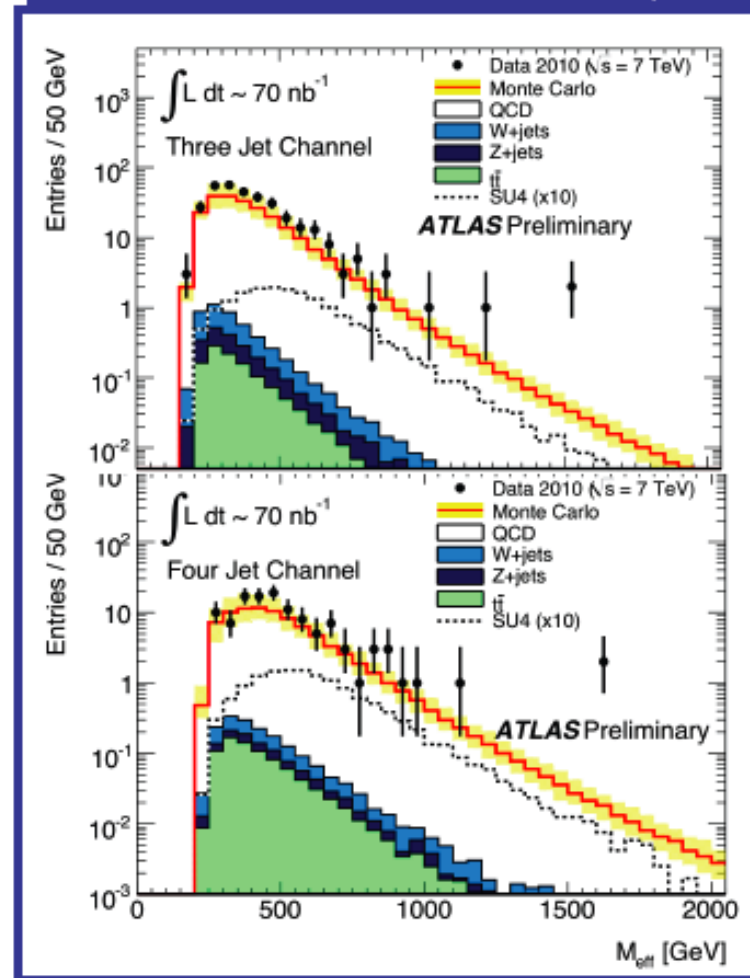 Entries / 50 GeV
10³
10²
10
1
10⁻¹
10⁻²
∫L dt ~ 70 nb⁻¹
Three Jet Channel
Data 2010 (√s = 7 TeV)
Monte Carlo
QCD
W+jets
Z+jets
tt̄
SU4 (x10)
ATLAS Preliminary
Entries / 50 GeV
10²
10
1
10⁻¹
10⁻²
10⁻³
∫L dt ~ 70 nb⁻¹
Four Jet Channel
Data 2010 (√s = 7 TeV)
Monte Carlo
QCD
W+jets
Z+jets
tt̄
SU4 (x10)
ATLAS Preliminary
0 500 1000 1500 2000
M_eff [GeV]